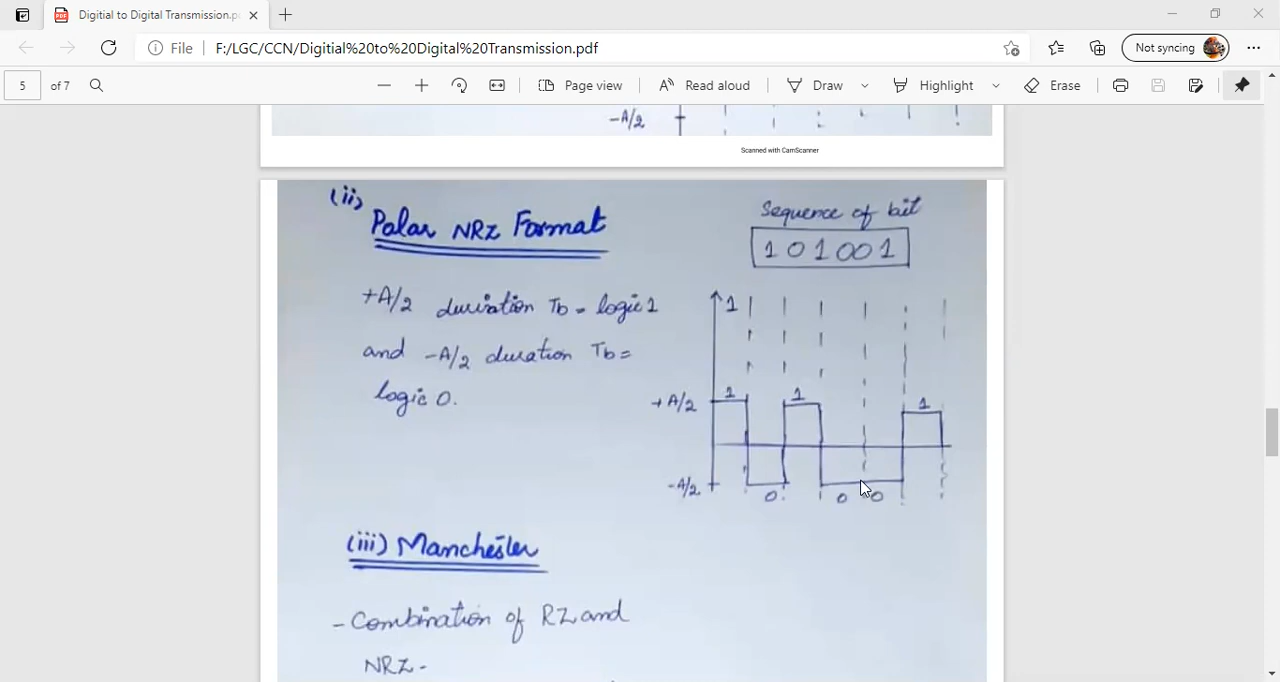 Digitial to Digital Transmission.p
File
F:/LGC/CCN/Digitial%20to%20Digital%20Transmission.pdf
Not syncing
5
of 7
Page view
Read aloud
Draw
Highlight
Erase
-A/2
Scanned with CamScanner
(ii)
Polar NRZ Format
Sequence of bit
101001
+A/2 duration Tb = logic 1
and -A/2 duration Tb =
logic 0.
1
1
1
1
+A/2
-A/2
0
0
0
(iii) Manchester
- Combination of RZ and
NRZ -